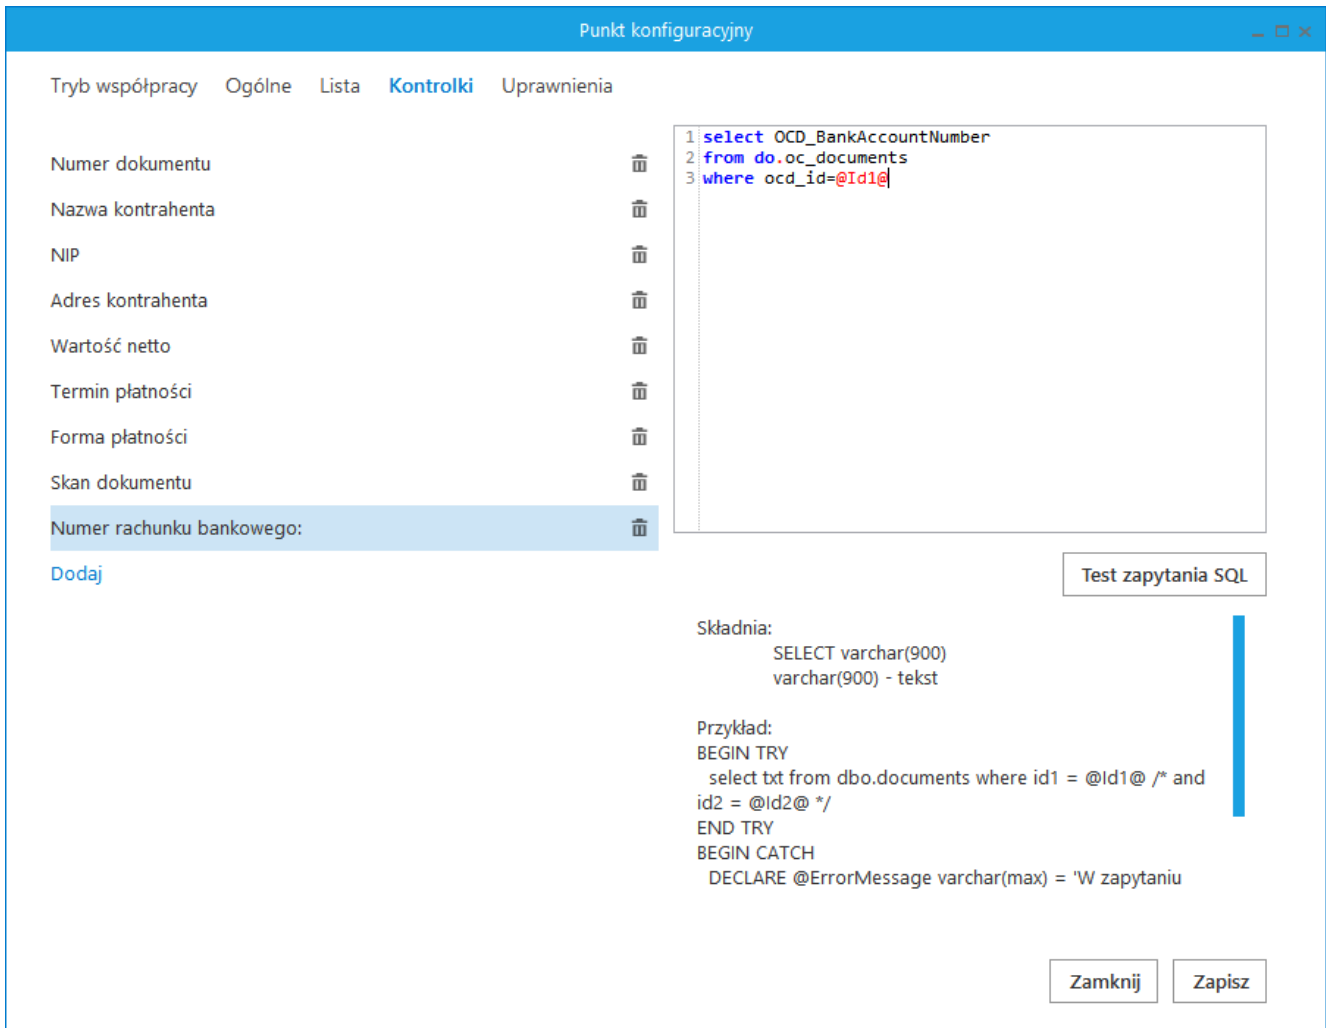 Punkt konfiguracyjny
Tryb współpracy Ogólne Lista Kontrolki Uprawnienia
Numer dokumentu
Nazwa kontrahenta
NIP
Adres kontrahenta
Wartość netto
Termin płatności
Forma płatności
Skan dokumentu
Numer rachunku bankowego:
Dodaj
1 select OCD_BankAccountNumber
2 from do.oc_documents
3 where ocd_id=@Id1@
Test zapytania SQL
Składnia:
SELECT varchar(900)
varchar(900) - tekst
Przykład:
BEGIN TRY
select txt from dbo.documents where id1 = @Id1@ /* and
id2 = @Id2@ */
END TRY
BEGIN CATCH
DECLARE @ErrorMessage varchar(max) = 'W zapytaniu
Zamknij Zapisz